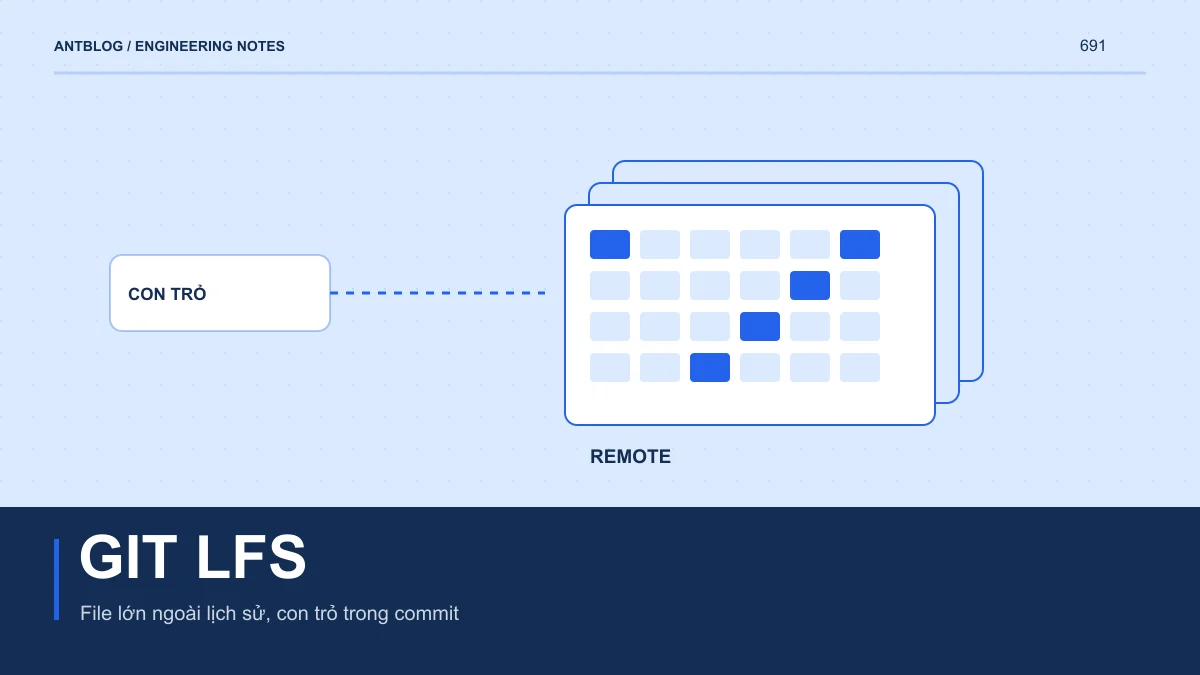 ANTBLOG / ENGINEERING NOTES
691
CON TRỎ
REMOTE
GIT LFS
File lớn ngoài lịch sử, con trỏ trong commit